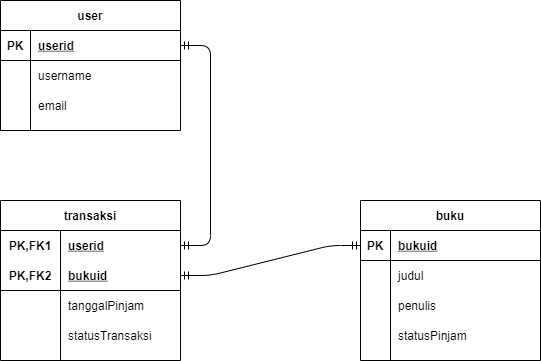 user
PK userid
username
email
transaksi
PK,FK1 userid
PK,FK2 bukuid
tanggalPinjam
statusTransaksi
buku
PK bukuid
judul
penulis
statusPinjam